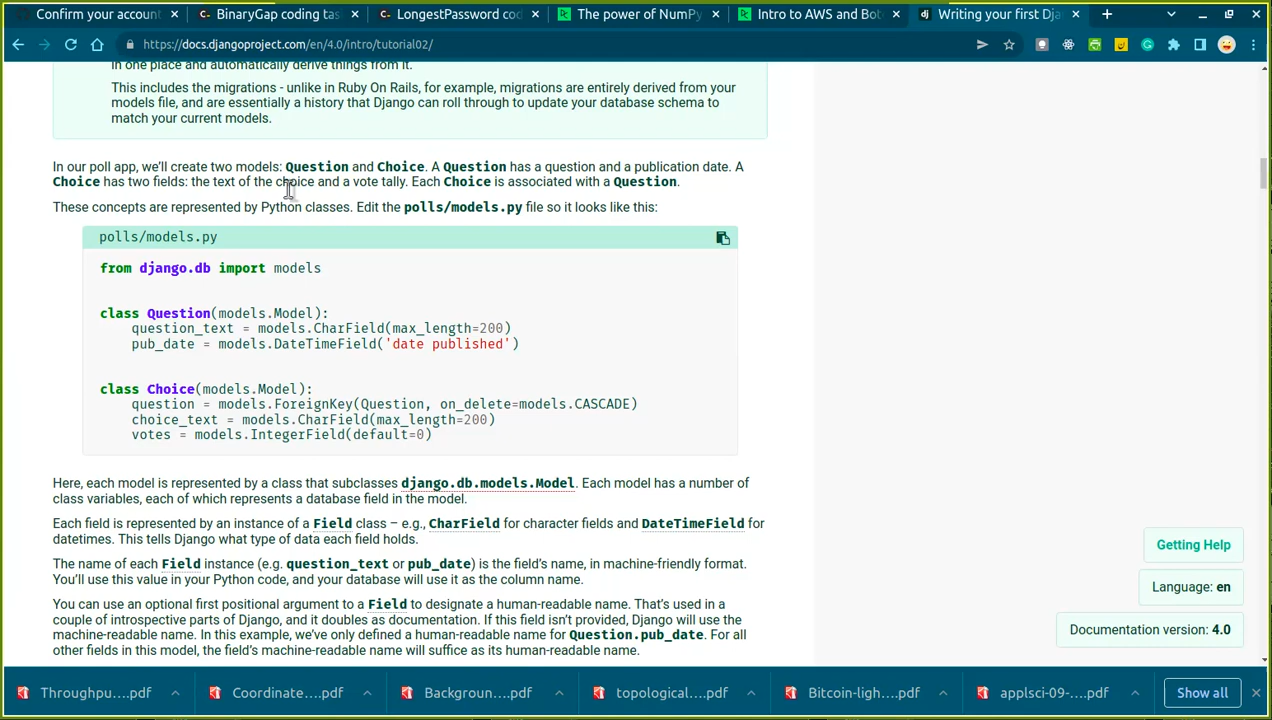 Confirm your account
BinaryGap coding tas
LongestPassword cod
The power of NumPy
Intro to AWS and Bot
Writing your first Dja
https://docs.djangoproject.com/en/4.0/intro/tutorial02/
in one place and automatically derive things from it.
This includes the migrations - unlike in Ruby On Rails, for example, migrations are entirely derived from your
models file, and are essentially a history that Django can roll through to update your database schema to
match your current models.
In our poll app, we'll create two models: Question and Choice. A Question has a question and a publication date. A
Choice has two fields: the text of the choice and a vote tally. Each Choice is associated with a Question.
These concepts are represented by Python classes. Edit the polls/models.py file so it looks like this:
polls/models.py
from django.db import models
class Question(models.Model):
    question_text = models.CharField(max_length=200)
    pub_date = models.DateTimeField('date published')
class Choice(models.Model):
    question = models.ForeignKey(Question, on_delete=models.CASCADE)
    choice_text = models.CharField(max_length=200)
    votes = models.IntegerField(default=0)
Here, each model is represented by a class that subclasses django.db.models.Model. Each model has a number of
class variables, each of which represents a database field in the model.
Each field is represented by an instance of a Field class – e.g., CharField for character fields and DateTimeField for
datetimes. This tells Django what type of data each field holds.
The name of each Field instance (e.g. question_text or pub_date) is the field's name, in machine-friendly format.
You'll use this value in your Python code, and your database will use it as the column name.
You can use an optional first positional argument to a Field to designate a human-readable name. That's used in a
couple of introspective parts of Django, and it doubles as documentation. If this field isn't provided, Django will use the
machine-readable name. In this example, we've only defined a human-readable name for Question.pub_date. For all
other fields in this model, the field's machine-readable name will suffice as its human-readable name.
Getting Help
Language: en
Documentation version: 4.0
Throughpu....pdf
Coordinate....pdf
Backgroun....pdf
topological....pdf
Bitcoin-ligh....pdf
applsci-09-....pdf
Show all